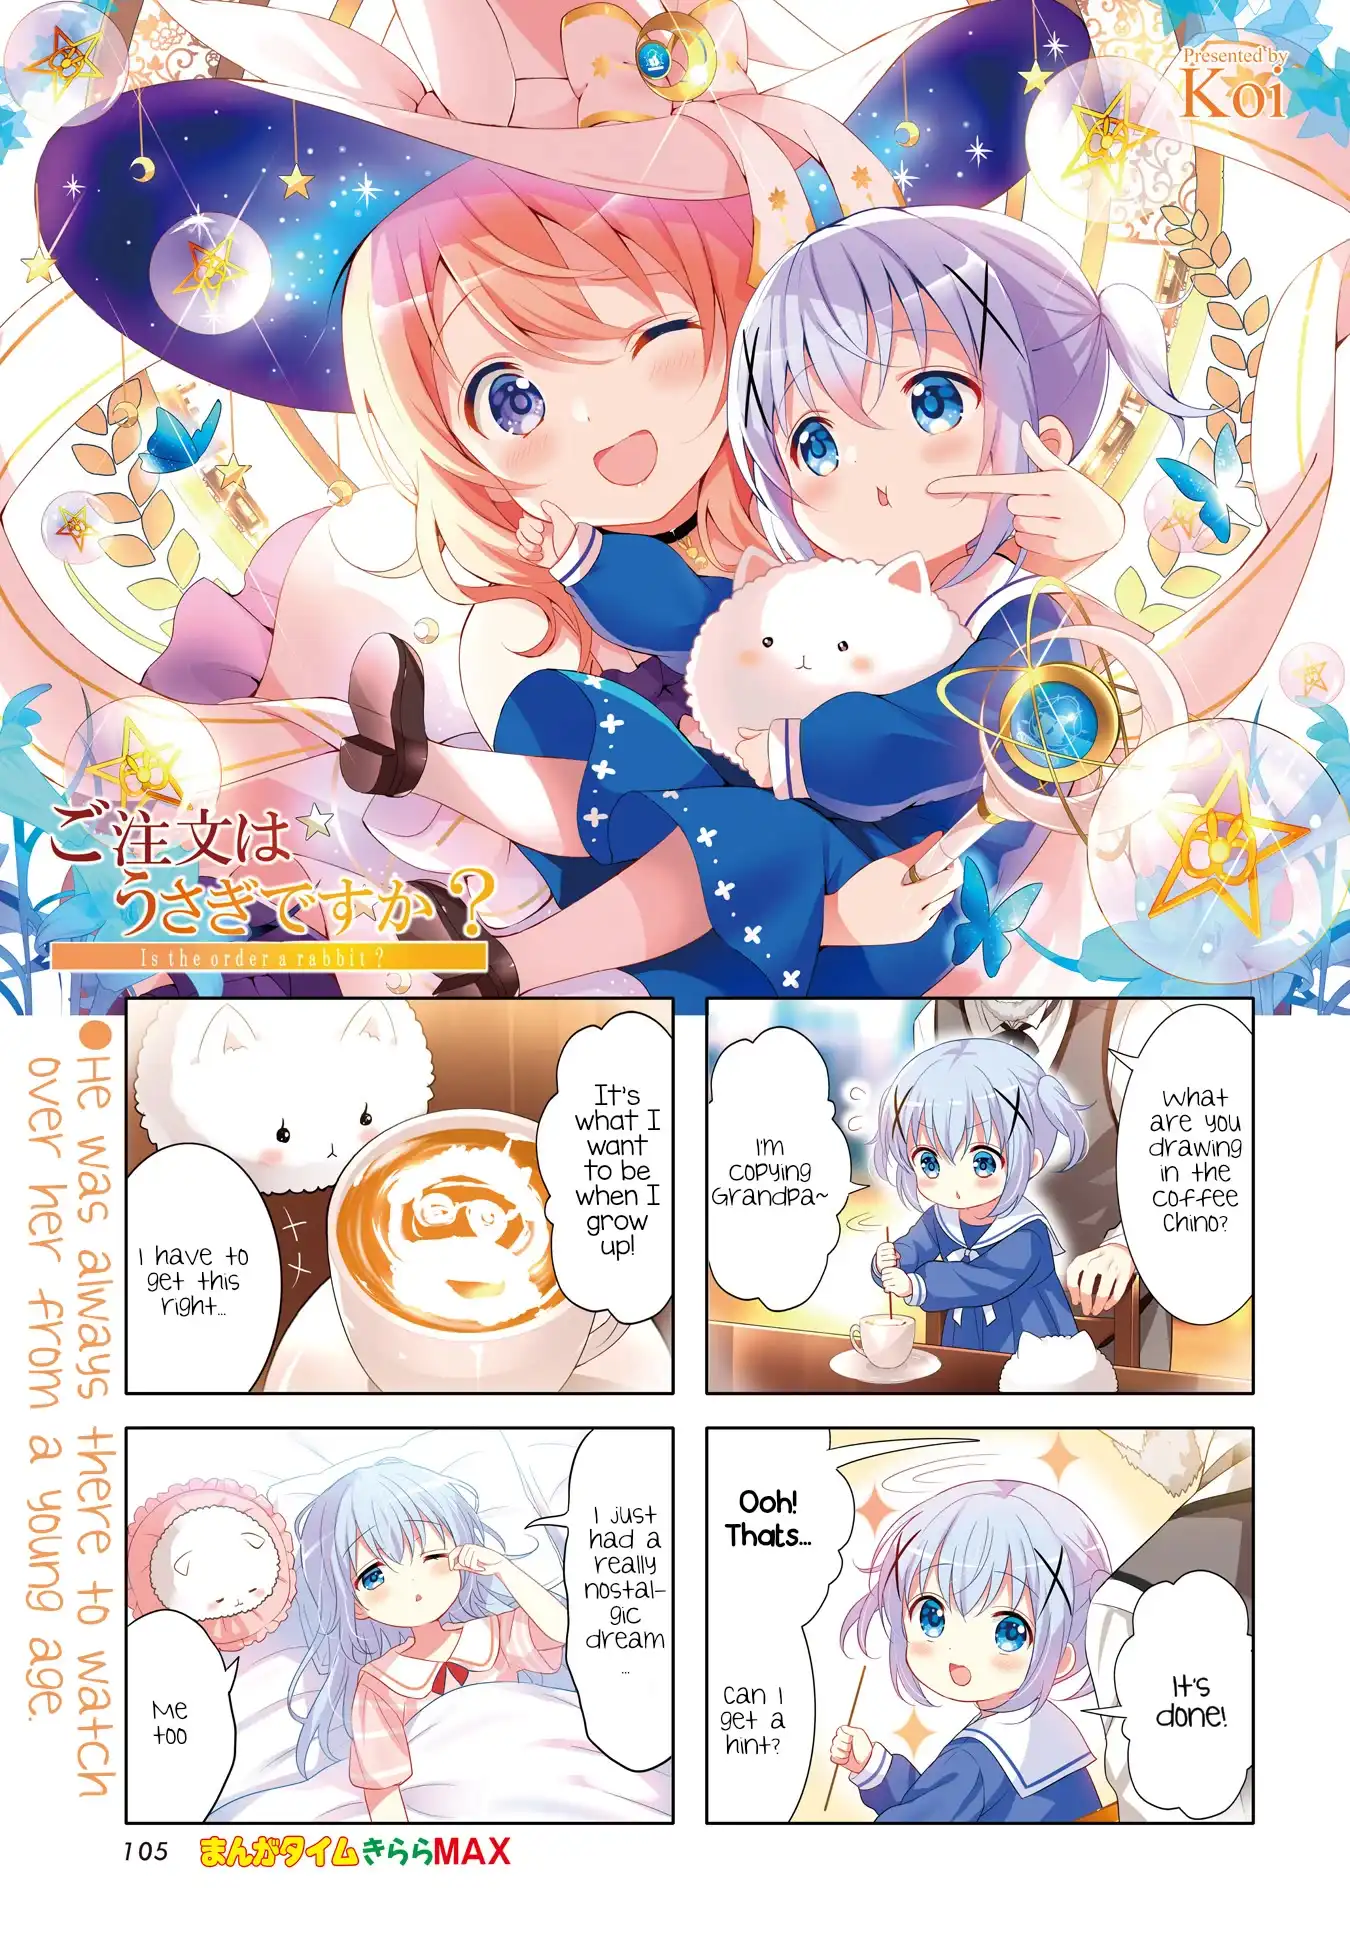 Presented by
Koi
ご注文は
うさぎですか?
Is the order a rabbit?
●He was always there to watch
over her from a young age.
What
are you
drawing
in the
coffee
Chino?
I'm
copying
Grandpa~
Ooh!
Thats...
Can I
get a
hint?
It's
done!
It's
what I
want
to be
when I
grow
up!
I have to
get this
right...
I just
had a
really
nostal-
gic
dream
...
Me
too
105
まんがタイムきららMAX